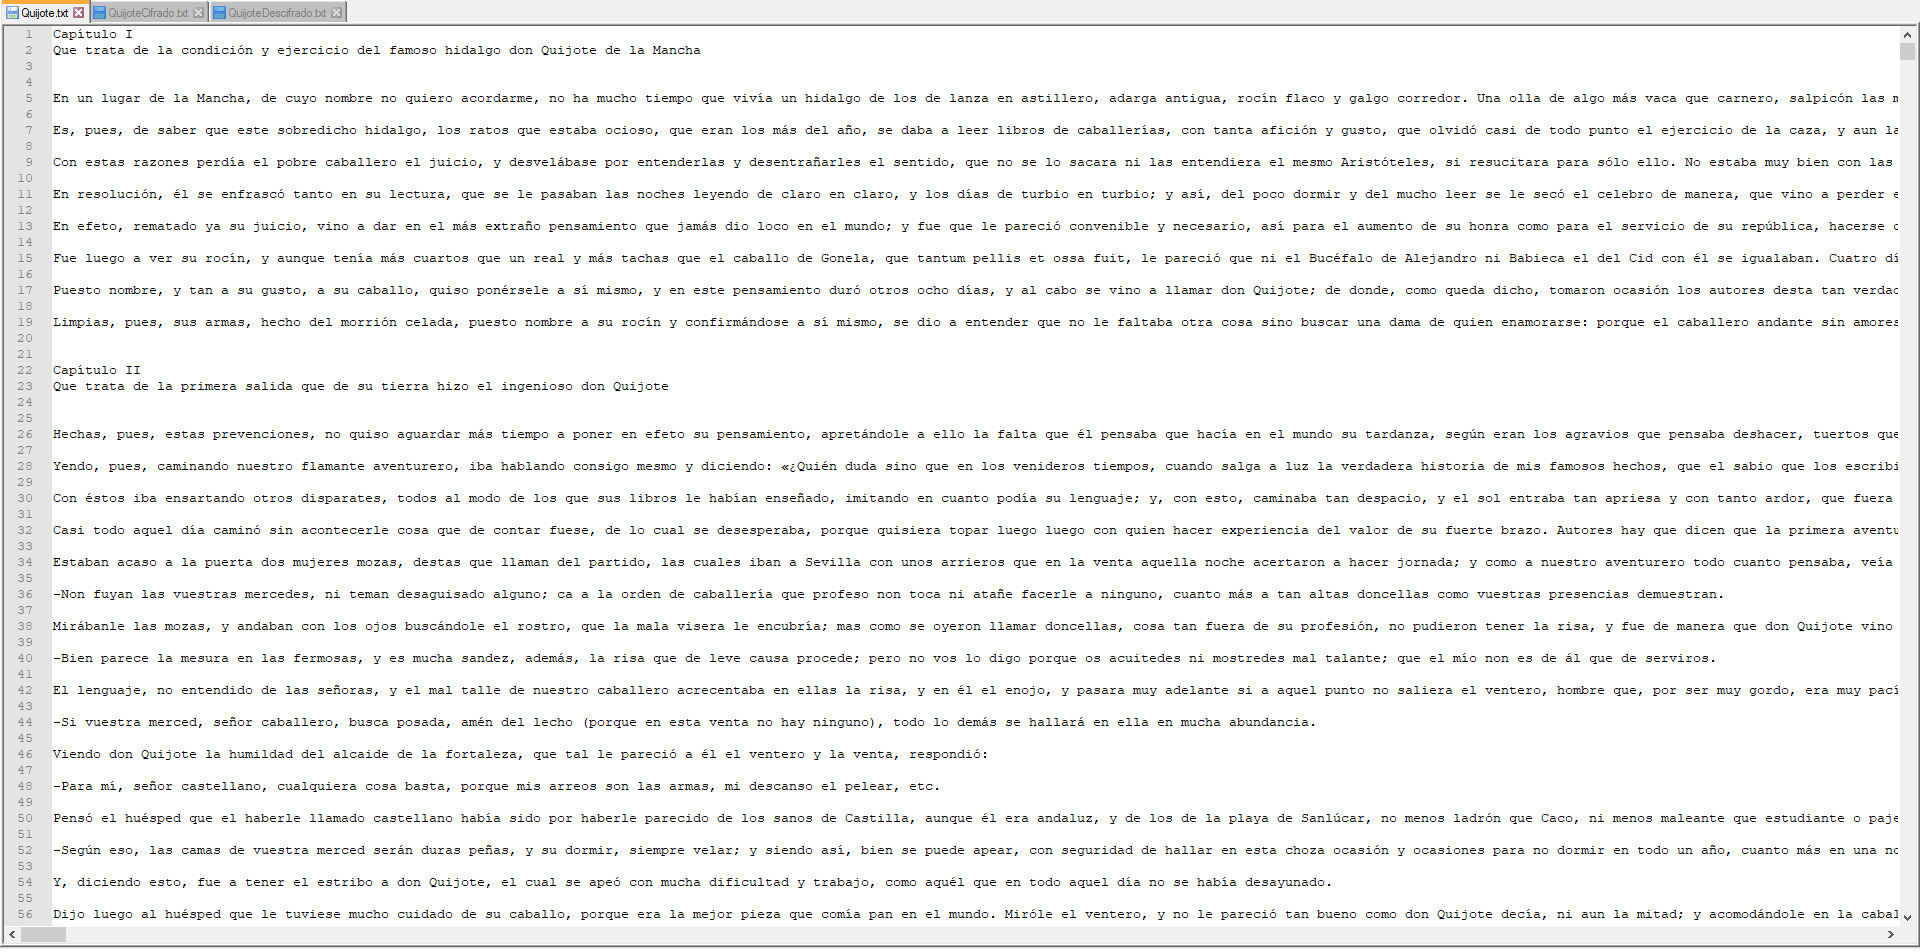 Quijote.txt QuijoteCifrado.txt QuijoteDescifrado.txt
1 Capítulo I
2 Que trata de la condición y ejercicio del famoso hidalgo don Quijote de la Mancha
3
4
5 En un lugar de la Mancha, de cuyo nombre no quiero acordarme, no ha mucho tiempo que vivía un hidalgo de los de lanza en astillero, adarga antigua, rocín flaco y galgo corredor. Una olla de algo más vaca que carnero, salpicón las
6
7 Es, pues, de saber que este sobredicho hidalgo, los ratos que estaba ocioso, que eran los más del año, se daba a leer libros de caballerías, con tanta afición y gusto, que olvidó casi de todo punto el ejercicio de la caza, y aun la
8
9 Con estas razones perdía el pobre caballero el juicio, y desvelábase por entenderlas y desentrañarles el sentido, que no se lo sacara ni las entendiera el mesmo Aristóteles, si resucitara para sólo ello. No estaba muy bien con las
10
11 En resolución, él se enfrascó tanto en su lectura, que se le pasaban las noches leyendo de claro en claro, y los días de turbio en turbio; y así, del poco dormir y del mucho leer se le secó el celebro de manera, que vino a perder e
12
13 En efeto, rematado ya su juicio, vino a dar en el más extraño pensamiento que jamás dio loco en el mundo; y fue que le pareció convenible y necesario, así para el aumento de su honra como para el servicio de su república, hacerse
14
15 Fue luego a ver su rocín, y aunque tenía más cuartos que un real y más tachas que el caballo de Gonela, que tantum pellis et ossa fuit, le pareció que ni el Bucéfalo de Alejandro ni Babieca el del Cid con él se igualaban. Cuatro dí
16
17 Puesto nombre, y tan a su gusto, a su caballo, quiso ponérsele a sí mismo, y en este pensamiento duró otros ocho días, y al cabo se vino a llamar don Quijote; de donde, como queda dicho, tomaron ocasión los autores desta tan verdad
18
19 Limpias, pues, sus armas, hecho del morrión celada, puesto nombre a su rocín y confirmándose a sí mismo, se dio a entender que no le faltaba otra cosa sino buscar una dama de quien enamorarse: porque el caballero andante sin amores
20
21
22 Capítulo II
23 Que trata de la primera salida que de su tierra hizo el ingenioso don Quijote
24
25
26 Hechas, pues, estas prevenciones, no quiso aguardar más tiempo a poner en efeto su pensamiento, apretándole a ello la falta que él pensaba que hacía en el mundo su tardanza, según eran los agravios que pensaba deshacer, tuertos que
27
28 Yendo, pues, caminando nuestro flamante aventurero, iba hablando consigo mesmo y diciendo: «¿Quién duda sino que en los venideros tiempos, cuando salga a luz la verdadera historia de mis famosos hechos, que el sabio que los escribi
29
30 Con éstos iba ensartando otros disparates, todos al modo de los que sus libros le habían enseñado, imitando en cuanto podía su lenguaje; y, con esto, caminaba tan despacio, y el sol entraba tan apriesa y con tanto ardor, que fuera
31
32 Casi todo aquel día caminó sin acontecerle cosa que de contar fuese, de lo cual se desesperaba, porque quisiera topar luego luego con quien hacer experiencia del valor de su fuerte brazo. Autores hay que dicen que la primera aventu
33
34 Estaban acaso a la puerta dos mujeres mozas, destas que llaman del partido, las cuales iban a Sevilla con unos arrieros que en la venta aquella noche acertaron a hacer jornada; y como a nuestro aventurero todo cuanto pensaba, veía
35
36 -Non fuyan las vuestras mercedes, ni teman desaguisado alguno; ca a la orden de caballería que profeso non toca ni atañe facerle a ninguno, cuanto más a tan altas doncellas como vuestras presencias demuestran.
37
38 Mirábanle las mozas, y andaban con los ojos buscándole el rostro, que la mala visera le encubría; mas como se oyeron llamar doncellas, cosa tan fuera de su profesión, no pudieron tener la risa, y fue de manera que don Quijote vino
39
40 -Bien parece la mesura en las fermosas, y es mucha sandez, además, la risa que de leve causa procede; pero no vos lo digo porque os acuitedes ni mostredes mal talante; que el mío non es de ál que de serviros.
41
42 El lenguaje, no entendido de las señoras, y el mal talle de nuestro caballero acrecentaba en ellas la risa, y en él el enojo, y pasara muy adelante si a aquel punto no saliera el ventero, hombre que, por ser muy gordo, era muy pací
43
44 -Si vuestra merced, señor caballero, busca posada, amén del lecho (porque en esta venta no hay ninguno), todo lo demás se hallará en ella en mucha abundancia.
45
46 Viendo don Quijote la humildad del alcaide de la fortaleza, que tal le pareció a él el ventero y la venta, respondió:
47
48 -Para mí, señor castellano, cualquiera cosa basta, porque mis arreos son las armas, mi descanso el pelear, etc.
49
50 Pensó el huésped que el haberle llamado castellano había sido por haberle parecido de los sanos de Castilla, aunque él era andaluz, y de los de la playa de Sanlúcar, no menos ladrón que Caco, ni menos maleante que estudiante o paje
51
52 -Según eso, las camas de vuestra merced serán duras peñas, y su dormir, siempre velar; y siendo así, bien se puede apear, con seguridad de hallar en esta choza ocasión y ocasiones para no dormir en todo un año, cuanto más en una no
53
54 Y, diciendo esto, fue a tener el estribo a don Quijote, el cual se apeó con mucha dificultad y trabajo, como aquél que en todo aquel día no se había desayunado.
55
56 Dijo luego al huésped que le tuviese mucho cuidado de su caballo, porque era la mejor pieza que comía pan en el mundo. Miróle el ventero, y no le pareció tan bueno como don Quijote decía, ni aun la mitad; y acomodándole en la cabal